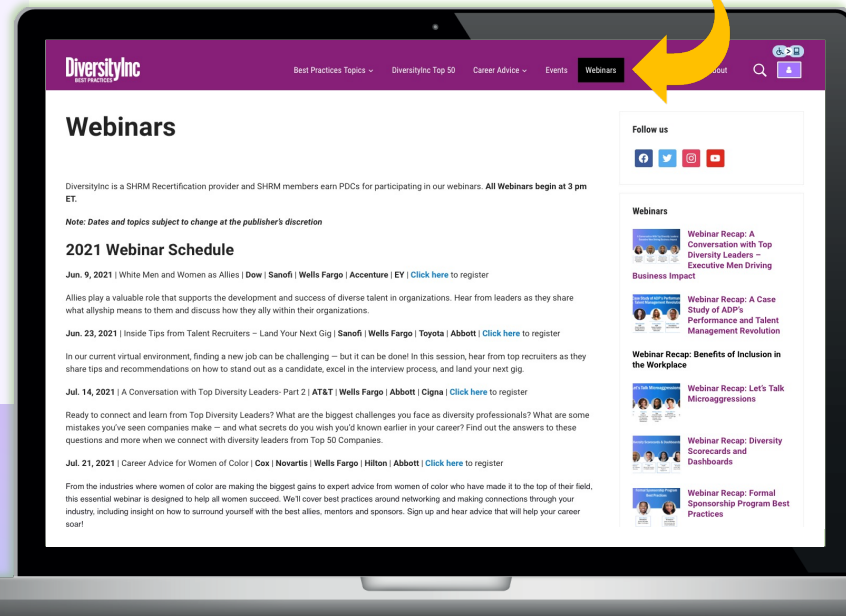 DiversityInc
BEST PRACTICES
Best Practices Topics
DiversityInc Top 50
Career Advice
Events
Webinars
Webinars
DiversityInc is a SHRM Recertification provider and SHRM members earn PDCs for participating in our webinars. All Webinars begin at 3 pm
ET.
Note: Dates and topics subject to change at the publisher's discretion
2021 Webinar Schedule
Jun. 9, 2021 | White Men and Women as Allies | Dow | Sanofi | Wells Fargo | Accenture | EY | Click here to register
Allies play a valuable role that supports the development and success of diverse talent in organizations. Hear from leaders as they share
what allyship means to them and discuss how they ally within their organizations.
Jun. 23, 2021 | Inside Tips from Talent Recruiters – Land Your Next Gig | Sanofi | Wells Fargo | Toyota | Abbott | Click here to register
In our current virtual environment, finding a new job can be challenging — but it can be done! In this session, hear from top recruiters as they
share tips and recommendations on how to stand out as a candidate, excel in the interview process, and land your next gig.
Jul. 14, 2021 | A Conversation with Top Diversity Leaders- Part 2 | AT&T | Wells Fargo | Abbott | Cigna | Click here to register
Ready to connect and learn from Top Diversity Leaders? What are the biggest challenges you face as diversity professionals? What are some
mistakes you've seen companies make — and what secrets do you wish you'd known earlier in your career? Find out the answers to these
questions and more when we connect with diversity leaders from Top 50 Companies.
Jul. 21, 2021 | Career Advice for Women of Color | Cox | Novartis | Wells Fargo | Hilton | Abbott | Click here to register
From the industries where women of color are making the biggest gains to expert advice from women of color who have made it to the top of their field,
this essential webinar is designed to help all women succeed. We'll cover best practices around networking and making connections through your
industry, including insight on how to surround yourself with the best allies, mentors and sponsors. Sign up and hear advice that will help your career
soar!
Follow us
Webinars
Webinar Recap: A
Conversation with Top
Diversity Leaders –
Executive Men Driving
Business Impact
Webinar Recap: A Case
Study of ADP's
Performance and Talent
Management Revolution
Webinar Recap: Benefits of Inclusion in
the Workplace
Webinar Recap: Let's Talk
Microaggressions
Webinar Recap: Diversity
Scorecards and
Dashboards
Webinar Recap: Formal
Sponsorship Program Best
Practices